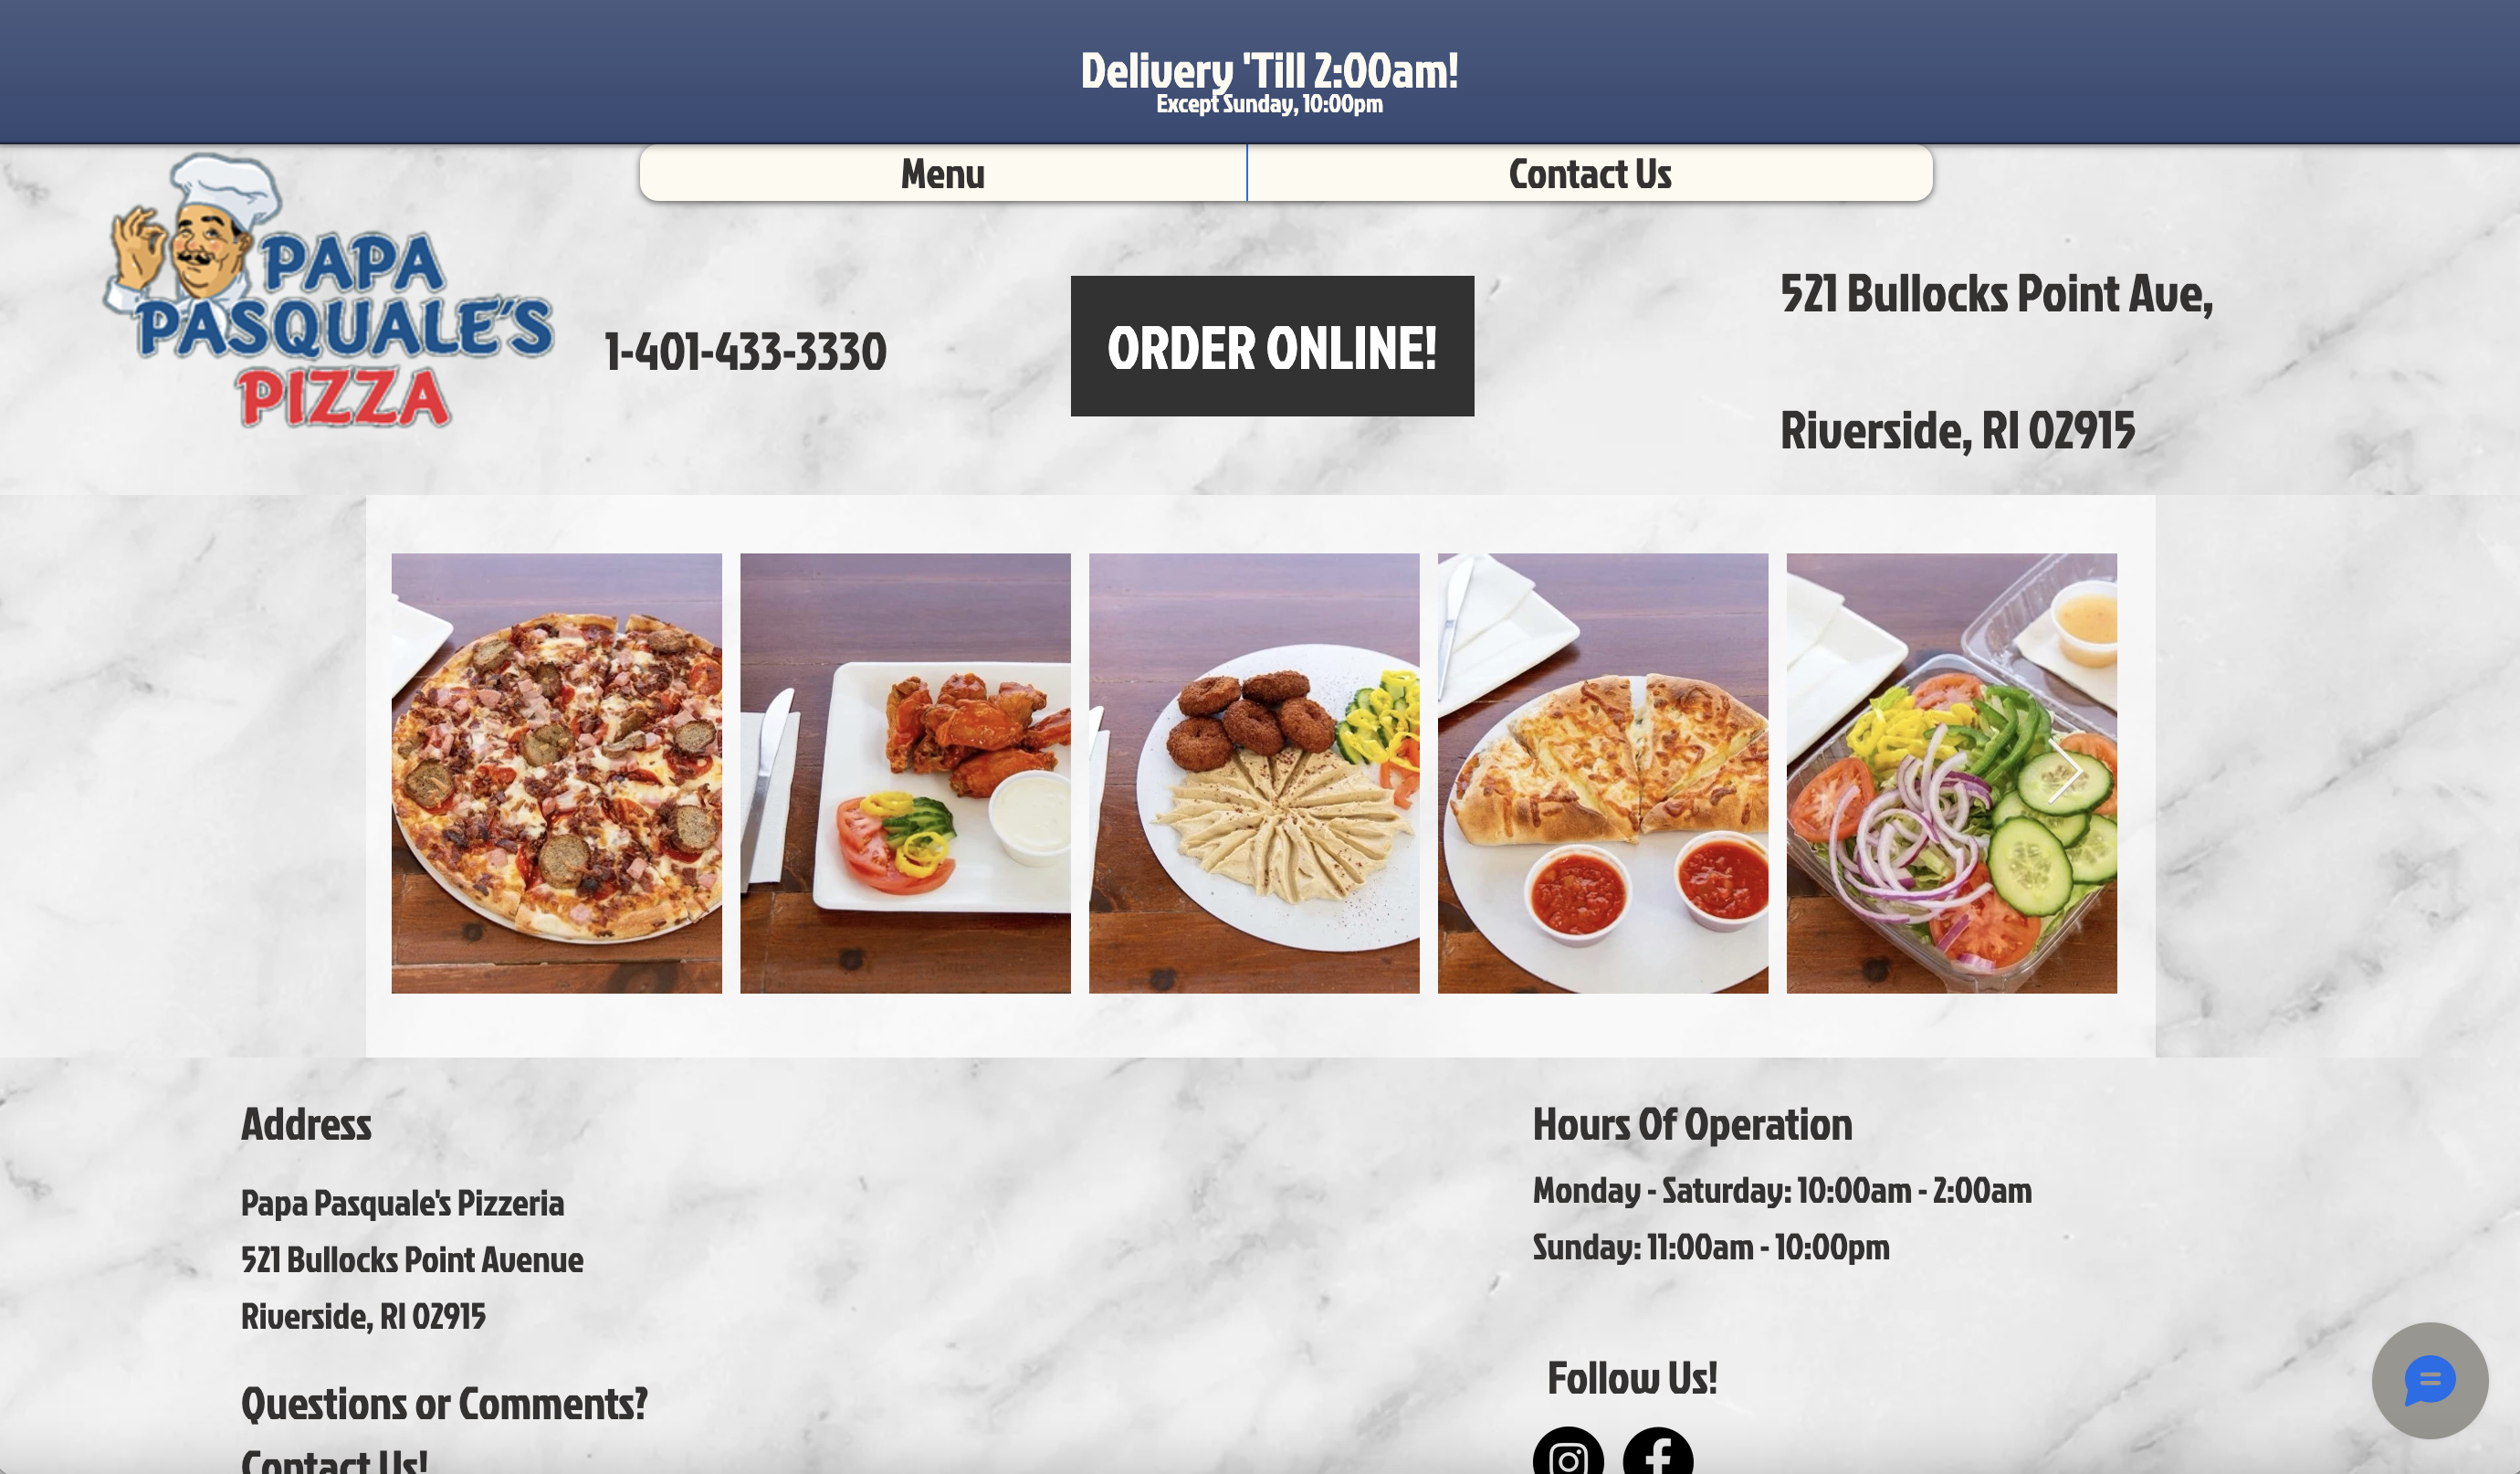 Delivery 'Till 2:00am!
Except Sunday, 10:00pm
Menu
Contact Us
PAPA
PASQUALE'S
PIZZA
1-401-433-3330
ORDER ONLINE!
521 Bullocks Point Ave,
Riverside, RI 02915
Address
Papa Pasquale's Pizzeria
521 Bullocks Point Avenue
Riverside, RI 02915
Questions or Comments?
Contact Us!
Hours Of Operation
Monday - Saturday: 10:00am - 2:00am
Sunday: 11:00am - 10:00pm
Follow Us!